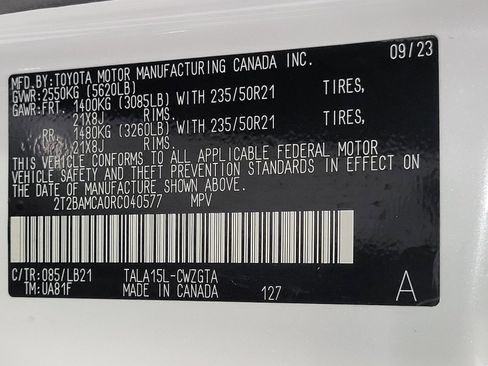 MFD.BY:TOYOTA MOTOR MANUFACTURING CANADA INC. 09/23
GVWR:2550KG (5620LB)
GAWR:FRT. 1400KG (3085LB) WITH 235/50R21 TIRES,
21X8J RIMS.
RR. 1480KG (3260LB) WITH 235/50R21 TIRES,
21X8J RIMS.
THIS VEHICLE CONFORMS TO ALL APPLICABLE FEDERAL MOTOR
VEHICLE SAFETY AND THEFT PREVENTION STANDARDS IN EFFECT ON
THE DATE OF MANUFACTURE SHOWN ABOVE.
2T2BAMCA0RC040577 MPV
C/TR:085/LB21 TALA15L-CWZGTA
TM:UA81F MADE IN CANADA 127 A